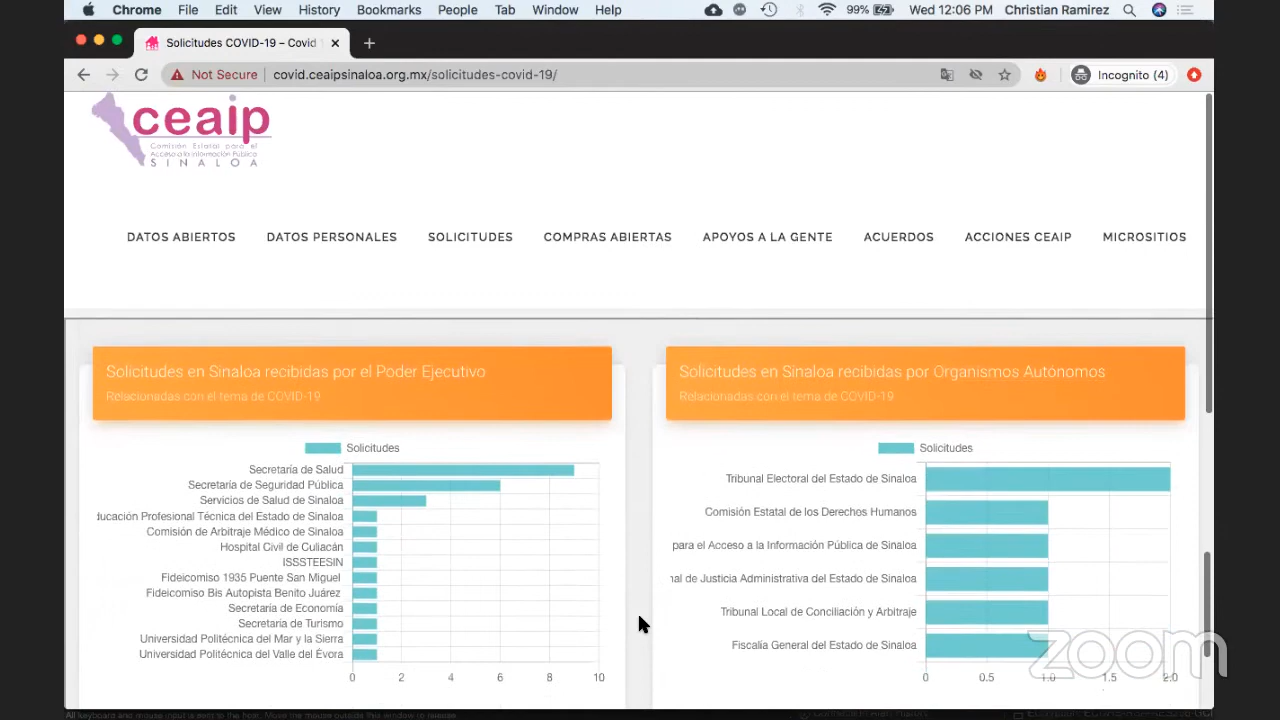 Chrome File Edit View History Bookmarks People Tab Window Help 99% Wed 12:06 PM Christian Ramirez
Solicitudes COVID-19 – Covid
Not Secure covid.ceaipsinaloa.org.mx/solicitudes-covid-19/ Incognito (4)
ceaip
Comisión Estatal para el
Acceso a la Información Pública
SINALOA
DATOS ABIERTOS DATOS PERSONALES SOLICITUDES COMPRAS ABIERTAS APOYOS A LA GENTE ACUERDOS ACCIONES CEAIP MICROSITIOS
Solicitudes en Sinaloa recibidas por el Poder Ejecutivo
Relacionadas con el tema de COVID-19
Solicitudes
Secretaría de Salud
Secretaría de Seguridad Pública
Servicios de Salud de Sinaloa
ducación Profesional Técnica del Estado de Sinaloa
Comisión de Arbitraje Médico de Sinaloa
Hospital Civil de Culiacán
ISSSTEESIN
Fideicomiso 1935 Puente San Miguel
Fideicomiso Bis Autopista Benito Juárez
Secretaría de Economía
Secretaría de Turismo
Universidad Politécnica del Mar y la Sierra
Universidad Politécnica del Valle del Évora
0 2 4 6 8 10
Solicitudes en Sinaloa recibidas por Organismos Autónomos
Relacionadas con el tema de COVID-19
Solicitudes
Tribunal Electoral del Estado de Sinaloa
Comisión Estatal de los Derechos Humanos
para el Acceso a la Información Pública de Sinaloa
nal de Justicia Administrativa del Estado de Sinaloa
Tribunal Local de Conciliación y Arbitraje
Fiscalía General del Estado de Sinaloa
0 0.5 1.0 1.5 2.0
zoom